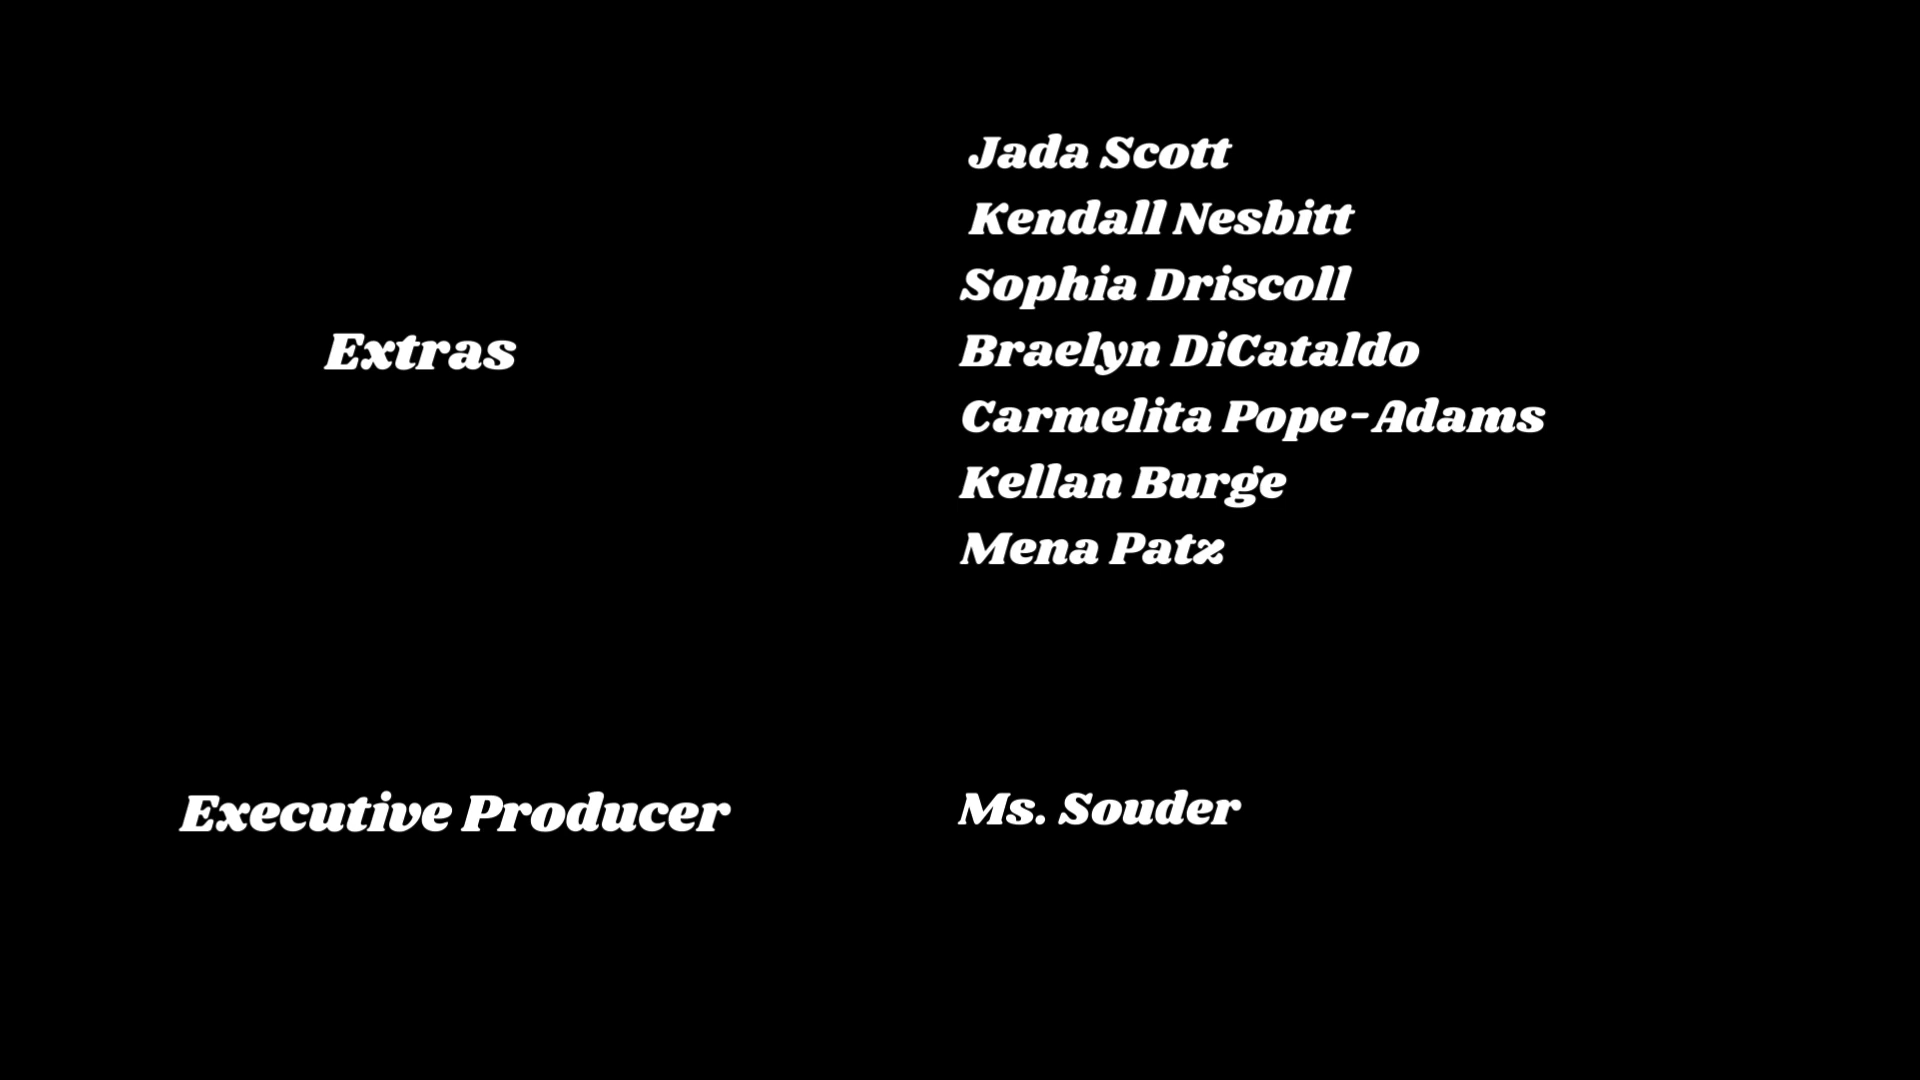 Extras
Jada Scott
Kendall Nesbitt
Sophia Driscoll
Braelyn DiCataldo
Carmelita Pope-Adams
Kellan Burge
Mena Patz
Executive Producer
Ms. Souder